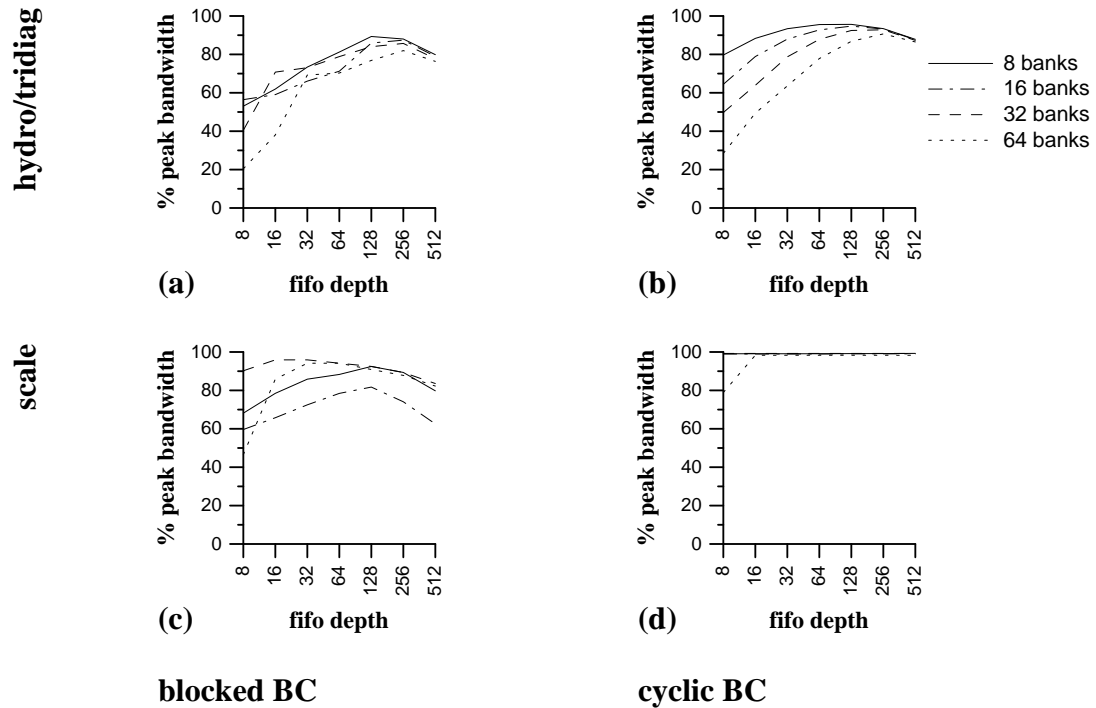 hydro/tridiag
% peak bandwidth
100
80
60
40
20
0
8
16
32
64
128
256
512
(a)
fifo depth
% peak bandwidth
100
80
60
40
20
0
8
16
32
64
128
256
512
(b)
fifo depth
8 banks
16 banks
32 banks
64 banks
scale
% peak bandwidth
100
80
60
40
20
0
8
16
32
64
128
256
512
(c)
fifo depth
% peak bandwidth
100
80
60
40
20
0
8
16
32
64
128
256
512
(d)
fifo depth
blocked BC
cyclic BC